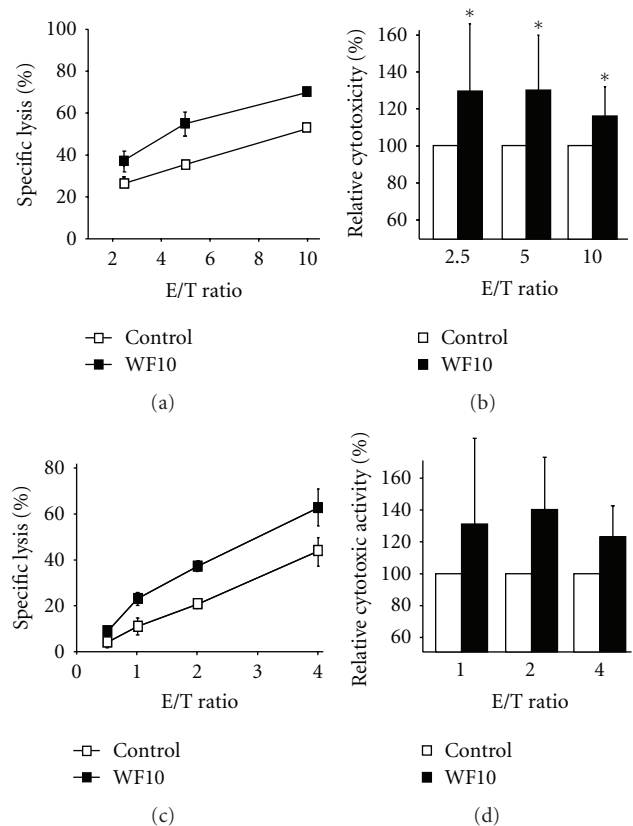 100
80
60
40
20
0
Specific lysis (%)
2 4 6 8 10
E/T ratio
Control
WF10
(a)
160
140
120
100
80
60
Relative cytotoxicity (%)
* * *
2.5 5 10
E/T ratio
Control
WF10
(b)
80
60
40
20
0
Specific lysis (%)
0 1 2 3 4
E/T ratio
Control
WF10
(c)
160
140
120
100
80
60
Relative cytotoxic activity (%)
1 2 4
E/T ratio
Control
WF10
(d)